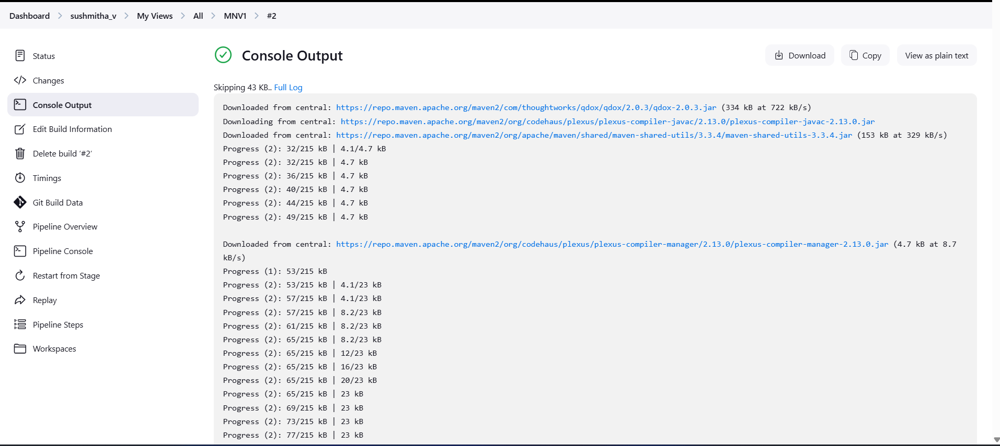 Dashboard > sushmitha_v > My Views > All > MNV1 > #2
Status
Changes
Console Output
Edit Build Information
Delete build ‘#2’
Timings
Git Build Data
Pipeline Overview
Pipeline Console
Restart from Stage
Replay
Pipeline Steps
Workspaces
Console Output
Download
Copy
View as plain text
Skipping 43 KB.. Full Log
Downloaded from central: https://repo.maven.apache.org/maven2/com/thoughtworks/qdox/qdox/2.0.3/qdox-2.0.3.jar (334 kB at 722 kB/s)
Downloading from central: https://repo.maven.apache.org/maven2/org/codehaus/plexus/plexus-compiler-javac/2.13.0/plexus-compiler-javac-2.13.0.jar
Downloaded from central: https://repo.maven.apache.org/maven2/org/apache/maven/shared/maven-shared-utils/3.3.4/maven-shared-utils-3.3.4.jar (153 kB at 329 kB/s)
Progress (2): 32/215 kB | 4.1/4.7 kB
Progress (2): 32/215 kB | 4.7 kB
Progress (2): 36/215 kB | 4.7 kB
Progress (2): 40/215 kB | 4.7 kB
Progress (2): 44/215 kB | 4.7 kB
Progress (2): 49/215 kB | 4.7 kB
Downloaded from central: https://repo.maven.apache.org/maven2/org/codehaus/plexus/plexus-compiler-manager/2.13.0/plexus-compiler-manager-2.13.0.jar (4.7 kB at 8.7
kB/s)
Progress (1): 53/215 kB
Progress (2): 53/215 kB | 4.1/23 kB
Progress (2): 57/215 kB | 4.1/23 kB
Progress (2): 57/215 kB | 8.2/23 kB
Progress (2): 61/215 kB | 8.2/23 kB
Progress (2): 65/215 kB | 8.2/23 kB
Progress (2): 65/215 kB | 12/23 kB
Progress (2): 65/215 kB | 16/23 kB
Progress (2): 65/215 kB | 20/23 kB
Progress (2): 65/215 kB | 23 kB
Progress (2): 69/215 kB | 23 kB
Progress (2): 73/215 kB | 23 kB
Progress (2): 77/215 kB | 23 kB